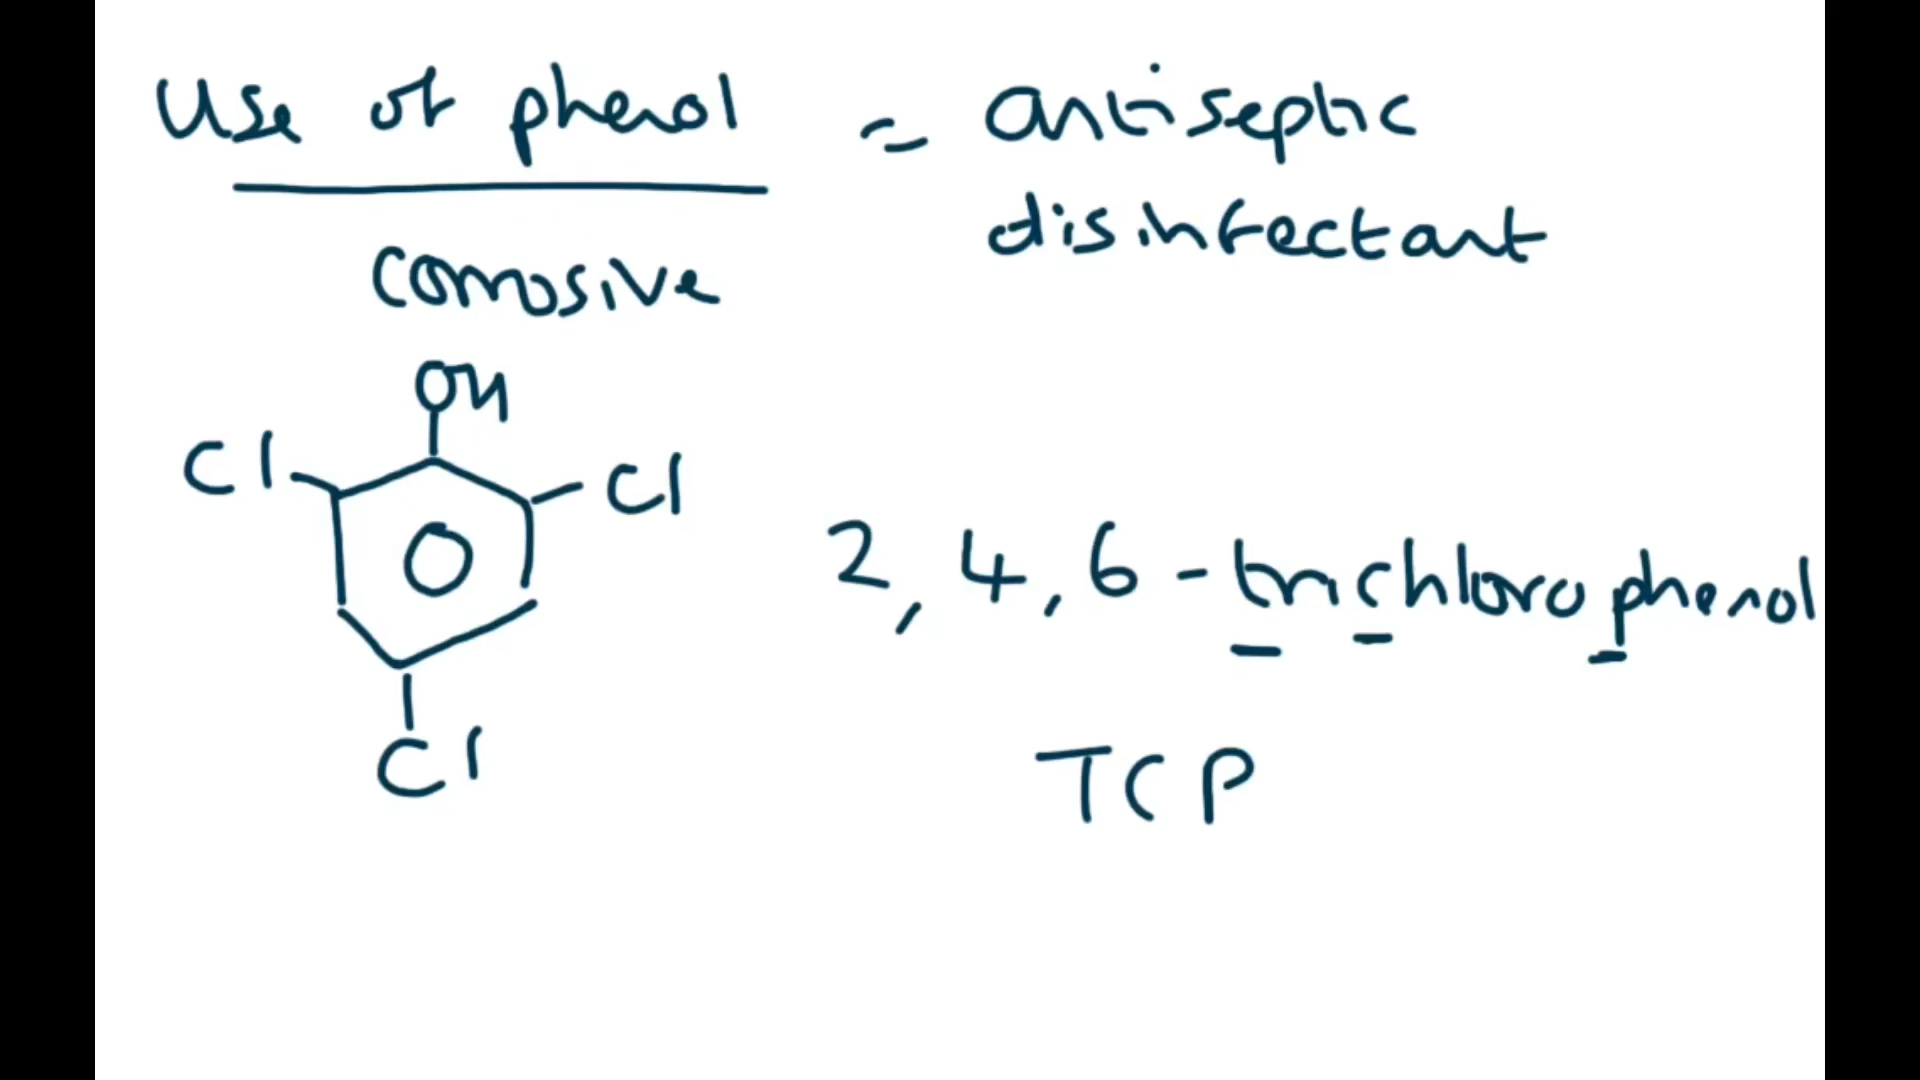 Use of phenol = antiseptic
disinfectant
corrosive
OH
Cl
Cl
2,4,6-trichlorophenol
Cl
TCP